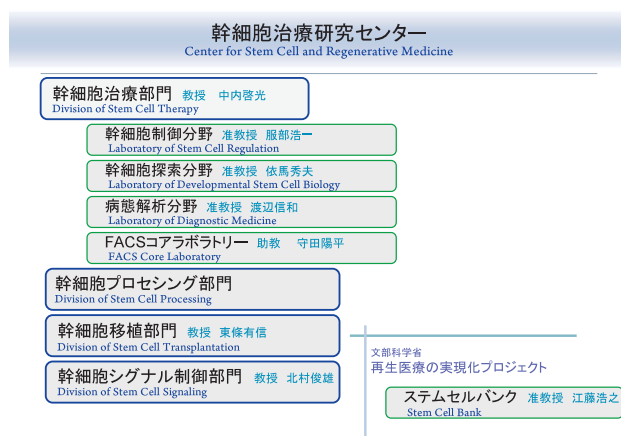 幹細胞治療研究センター
Center for Stem Cell and Regenerative Medicine
幹細胞治療部門 教授 中内啓光
Division of Stem Cell Therapy
幹細胞制御分野 准教授 服部浩一
Laboratory of Stem Cell Regulation
幹細胞探索分野 准教授 依馬秀夫
Laboratory of Developmental Stem Cell Biology
病態解析分野 准教授 渡辺信和
Laboratory of Diagnostic Medicine
FACSコアラボラトリー 助教 守田陽平
FACS Core Laboratory
幹細胞プロセシング部門
Division of Stem Cell Processing
幹細胞移植部門 教授 東條有信
Division of Stem Cell Transplantation
幹細胞シグナル制御部門 教授 北村俊雄
Division of Stem Cell Signaling
文部科学省
再生医療の実現化プロジェクト
ステムセルバンク 准教授 江藤浩之
Stem Cell Bank